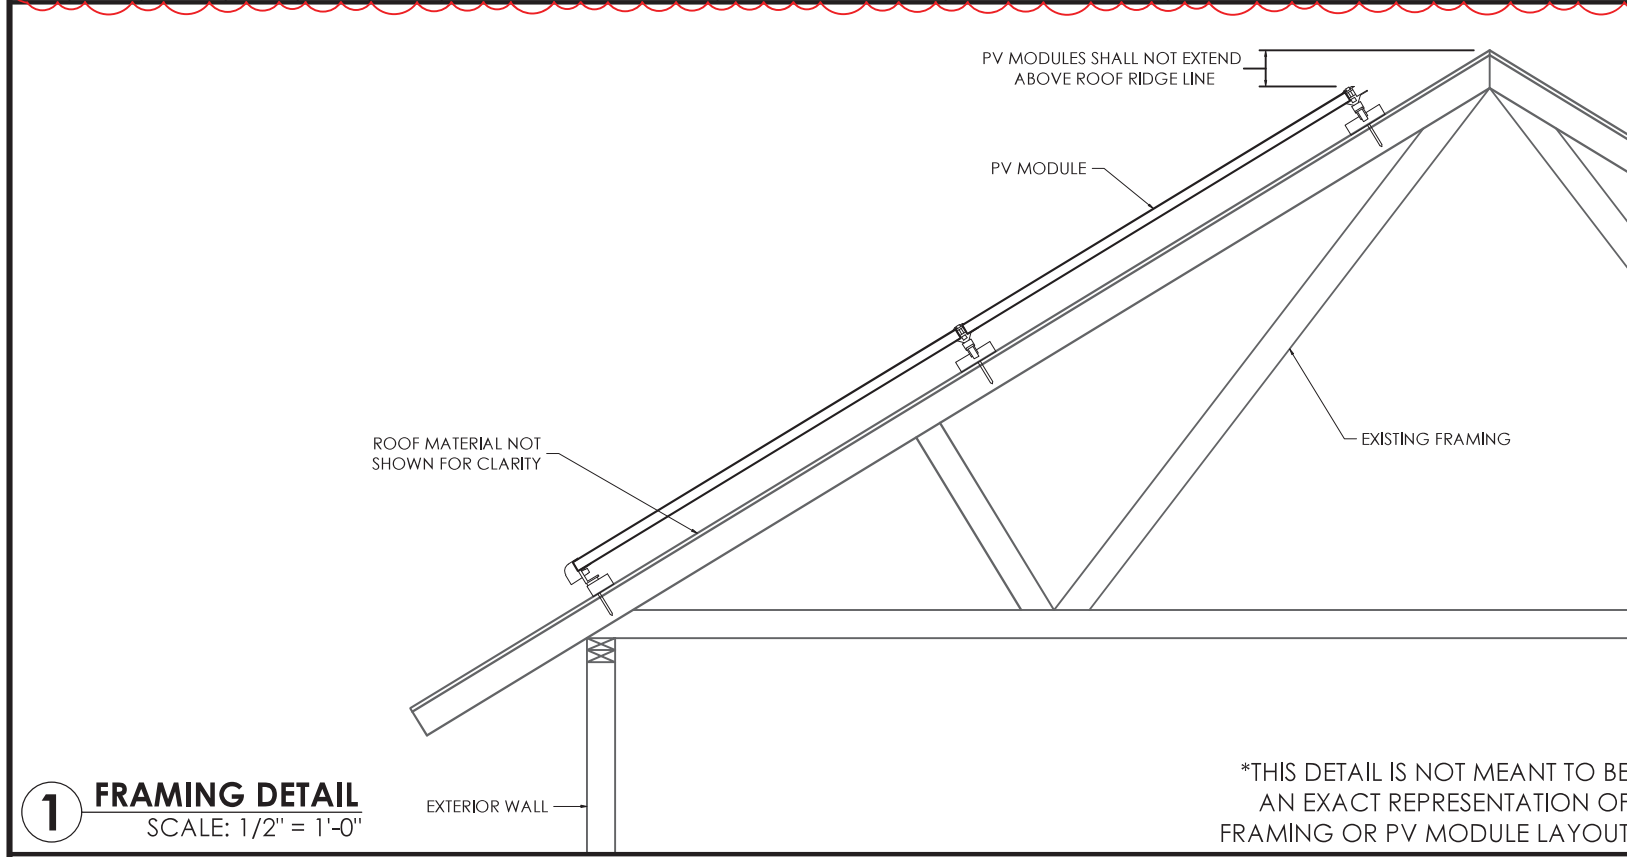 PV MODULES SHALL NOT EXTEND
ABOVE ROOF RIDGE LINE
PV MODULE
ROOF MATERIAL NOT
SHOWN FOR CLARITY
EXISTING FRAMING
1
FRAMING DETAIL
SCALE: 1/2" = 1'-0"
EXTERIOR WALL
*THIS DETAIL IS NOT MEANT TO BE
AN EXACT REPRESENTATION OF
FRAMING OR PV MODULE LAYOUT